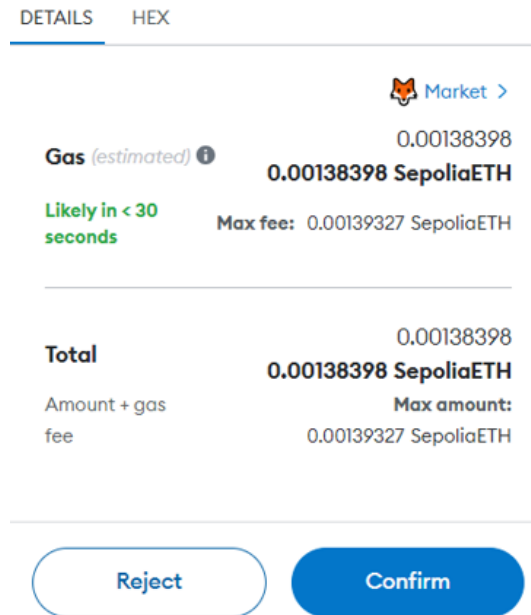 DETAILS HEX
Market >
0.00138398
Gas (estimated) 0.00138398 SepoliaETH
Likely in < 30 seconds Max fee: 0.00139327 SepoliaETH
0.00138398
Total 0.00138398 SepoliaETH
Amount + gas Max amount:
fee 0.00139327 SepoliaETH
Reject Confirm